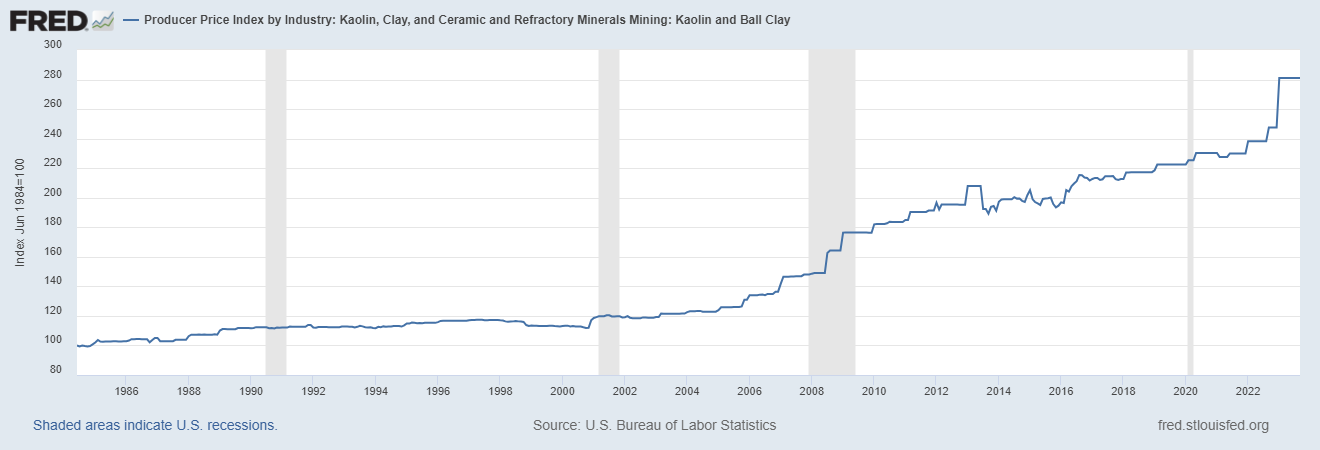 FRED
Producer Price Index by Industry: Kaolin, Clay, and Ceramic and Refractory Minerals Mining: Kaolin and Ball Clay
300
280
260
240
220
200
180
160
140
120
100
80
Index Jun 1984=100
1986 1988 1990 1992 1994 1996 1998 2000 2002 2004 2006 2008 2010 2012 2014 2016 2018 2020 2022
Shaded areas indicate U.S. recessions. Source: U.S. Bureau of Labor Statistics fred.stlouisfed.org